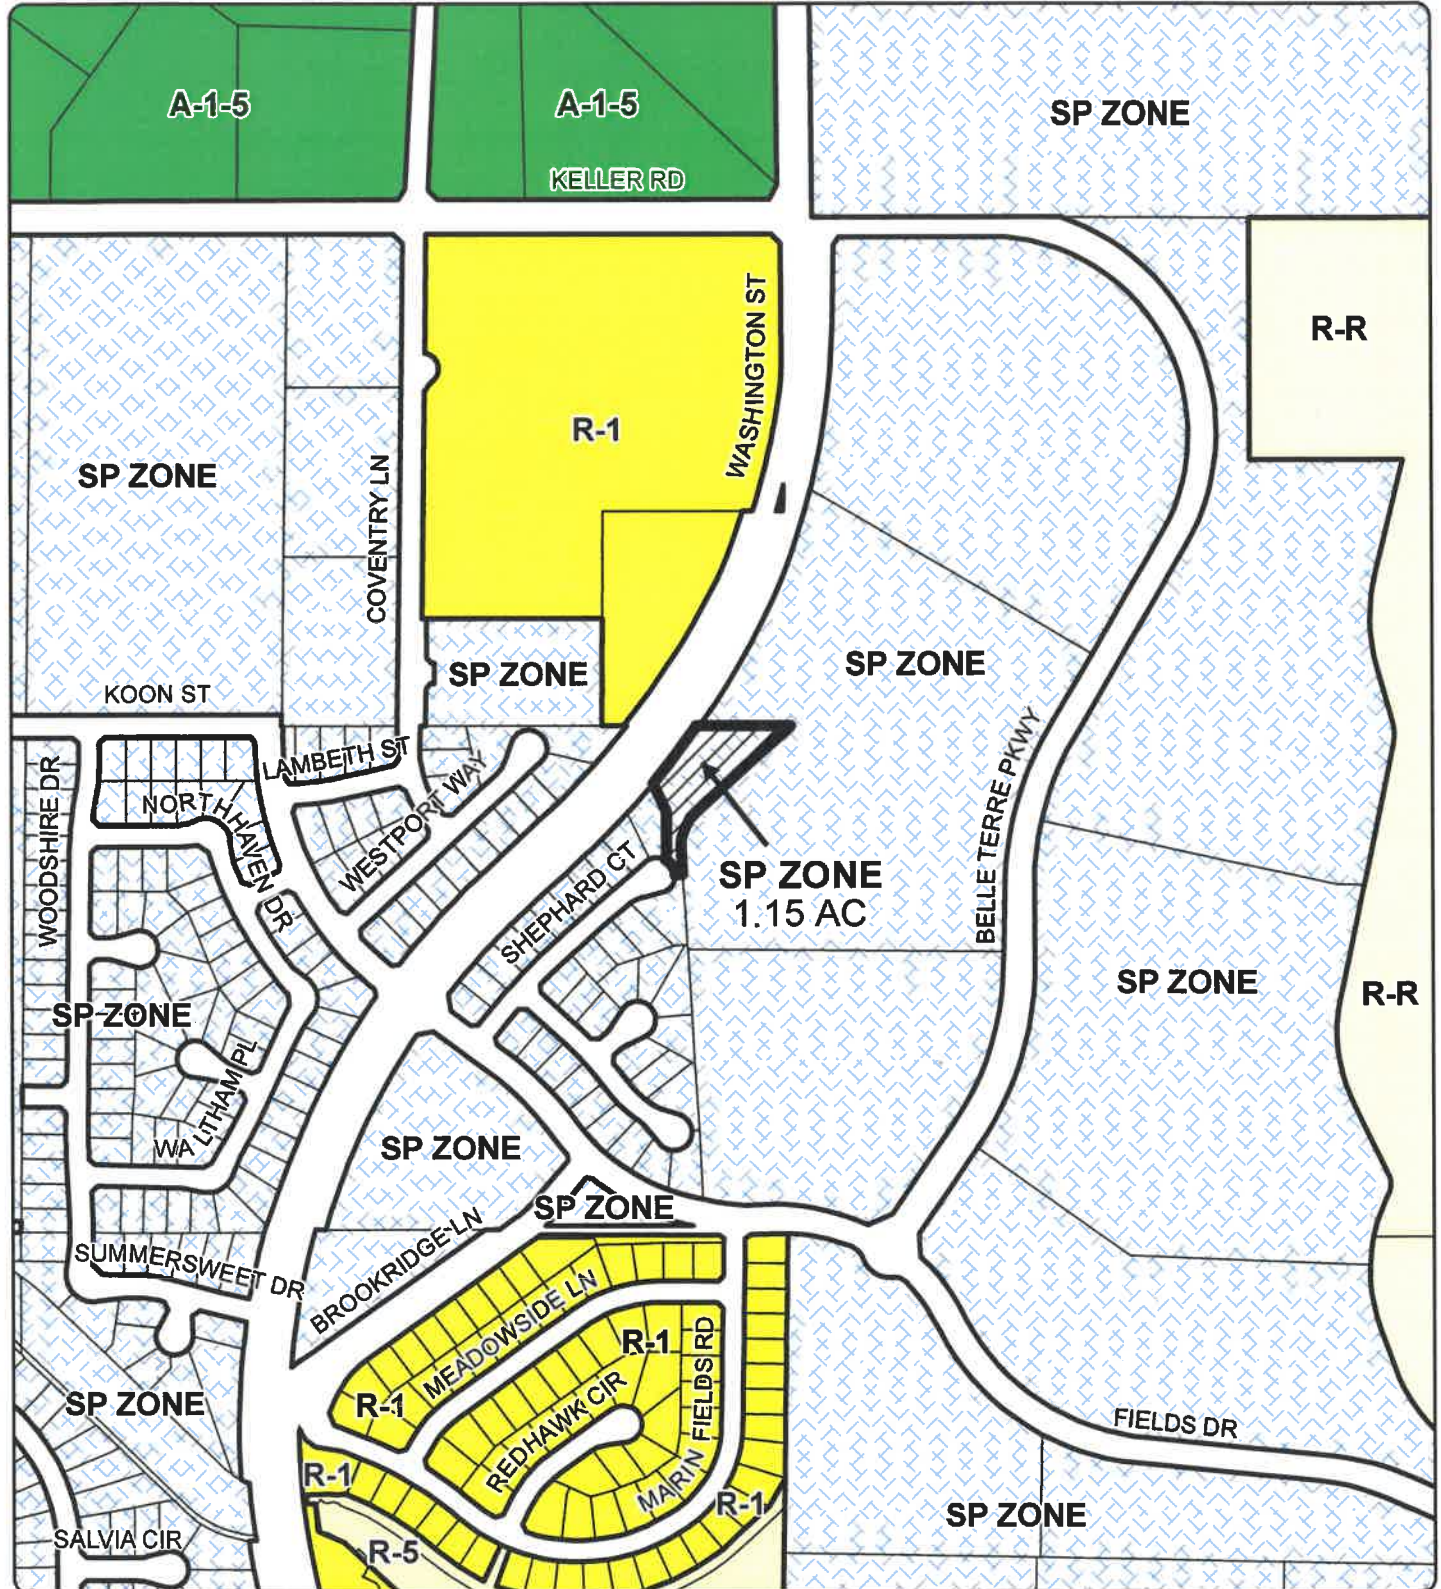 A-1-5
A-1-5
SP ZONE
KELLER RD
R-R
WASHINGTON ST
R-1
SP ZONE
COVENTRY LN
SP ZONE
SP ZONE
KOON ST
LAMBETH ST
WOODSHIRE DR
NORTHHAVEN DR
WESTPORT WAY
BELLE TERRE PKWY
SHEPHARD CT
SP ZONE
1.15 AC
SP ZONE
R-R
SP ZONE
WALITHAM PL
SP ZONE
SP ZONE
SUMMERSWEET DR
BROOKRIDGE LN
MEADOWSIDE LN
R-1
R-1
REDHAWK CIR
MARIN FIELDS RD
SP ZONE
FIELDS DR
R-1
R-1
SP ZONE
SALVIA CIR
R-5